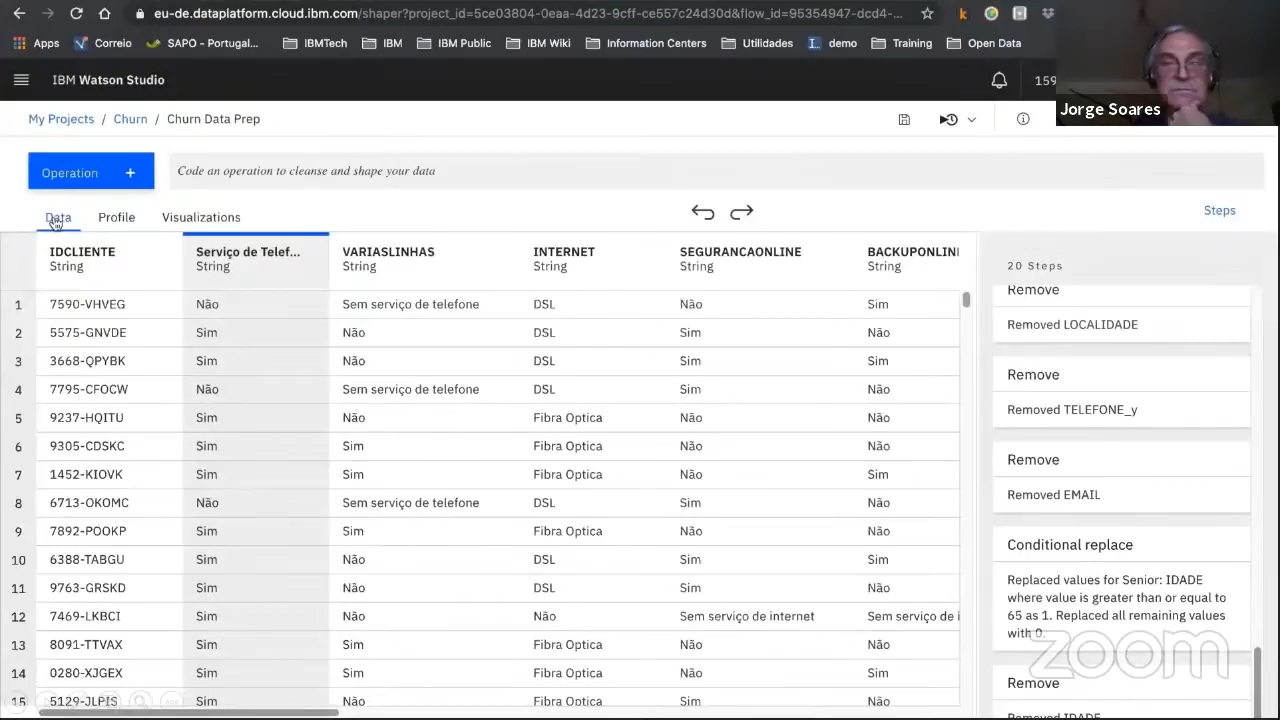 eu-de.dataplatform.cloud.ibm.com/shaper?project_id=5ce03804-0eaa-4d23-9cff-ce557c24d30d&flow_id=95354947-dcd4-...
Apps Correio SAPO - Portugal... IBMTech IBM IBM Public IBM Wiki Information Centers Utilidades demo Training Open Data
IBM Watson Studio 159
Jorge Soares
My Projects / Churn / Churn Data Prep
Operation + Code an operation to cleanse and shape your data
Data Profile Visualizations Steps
IDCLIENTE Serviço de Telef... VARIASLINHAS INTERNET SEGURANCAONLINE BACKUPONLIN
String String String String String String
1 7590-VHVEG Não Sem serviço de telefone DSL Não Sim
2 5575-GNVDE Sim Não DSL Sim Não
3 3668-QPYBK Sim Não DSL Sim Sim
4 7795-CFOCW Não Sem serviço de telefone DSL Sim Não
5 9237-HQITU Sim Não Fibra Optica Não Não
6 9305-CDSKC Sim Sim Fibra Optica Não Não
7 1452-KIOVK Sim Sim Fibra Optica Não Sim
8 6713-OKOMC Não Sem serviço de telefone DSL Sim Não
9 7892-POOKP Sim Sim Fibra Optica Não Não
10 6388-TABGU Sim Não DSL Sim Sim
11 9763-GRSKD Sim Não DSL Sim Não
12 7469-LKBCI Sim Não Não Sem serviço de internet Sem serviço de i
13 8091-TTVAX Sim Sim Fibra Optica Não Não
14 0280-XJGEX Sim Sim Fibra Optica Não Sim
15 5129-JLPIS Sim Não Fibra Optica Sim Não
20 Steps
Remove
Removed LOCALIDADE
Remove
Removed TELEFONE_y
Remove
Removed EMAIL
Conditional replace
Replaced values for Senior: IDADE
where value is greater than or equal to
65 as 1. Replaced all remaining values
with 0.
zoom
Remove
Removed IDADE